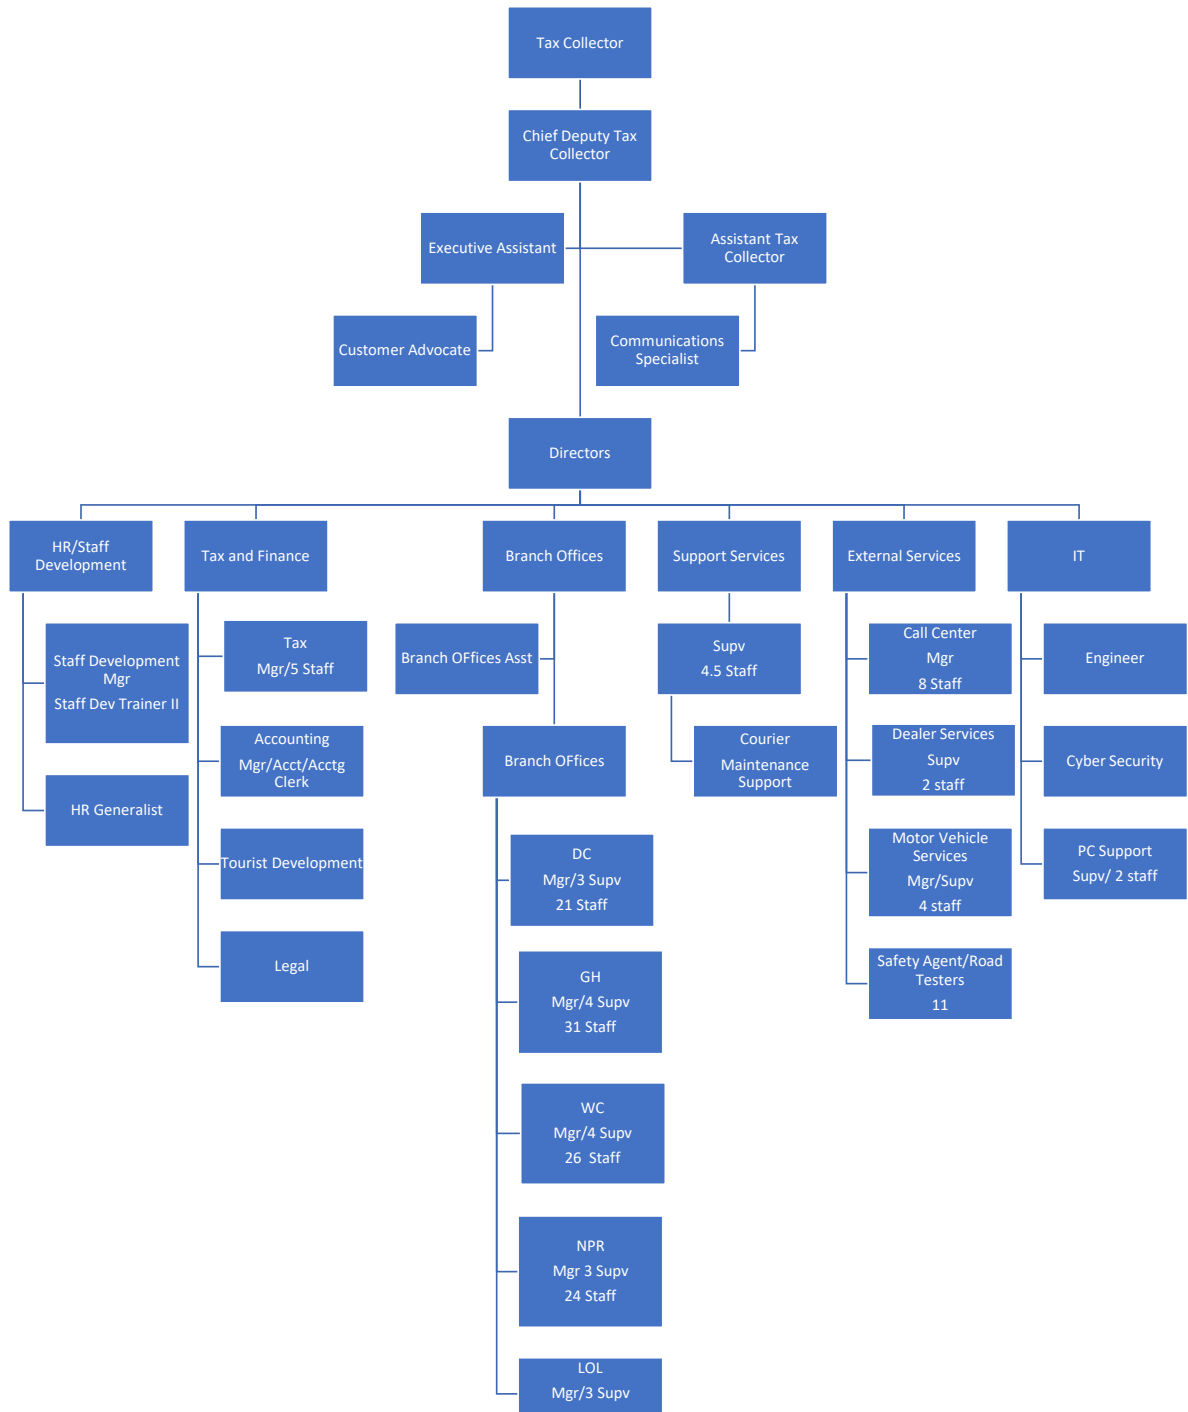 Tax Collector
Chief Deputy Tax
Collector
Executive Assistant
Assistant Tax
Collector
Customer Advocate
Communications
Specialist
Directors
HR/Staff
Development
Tax and Finance
Branch Offices
Support Services
External Services
IT
Staff Development
Mgr
Staff Dev Trainer II
HR Generalist
Tax
Mgr/5 Staff
Accounting
Mgr/Acct/Acctg
Clerk
Tourist Development
Legal
Branch OFfices Asst
Branch OFfices
DC
Mgr/3 Supv
21 Staff
GH
Mgr/4 Supv
31 Staff
WC
Mgr/4 Supv
26 Staff
NPR
Mgr 3 Supv
24 Staff
LOL
Mgr/3 Supv
Supv
4.5 Staff
Courier
Maintenance
Support
Call Center
Mgr
8 Staff
Dealer Services
Supv
2 staff
Motor Vehicle
Services
Mgr/Supv
4 staff
Safety Agent/Road
Testers
11
Engineer
Cyber Security
PC Support
Supv/ 2 staff